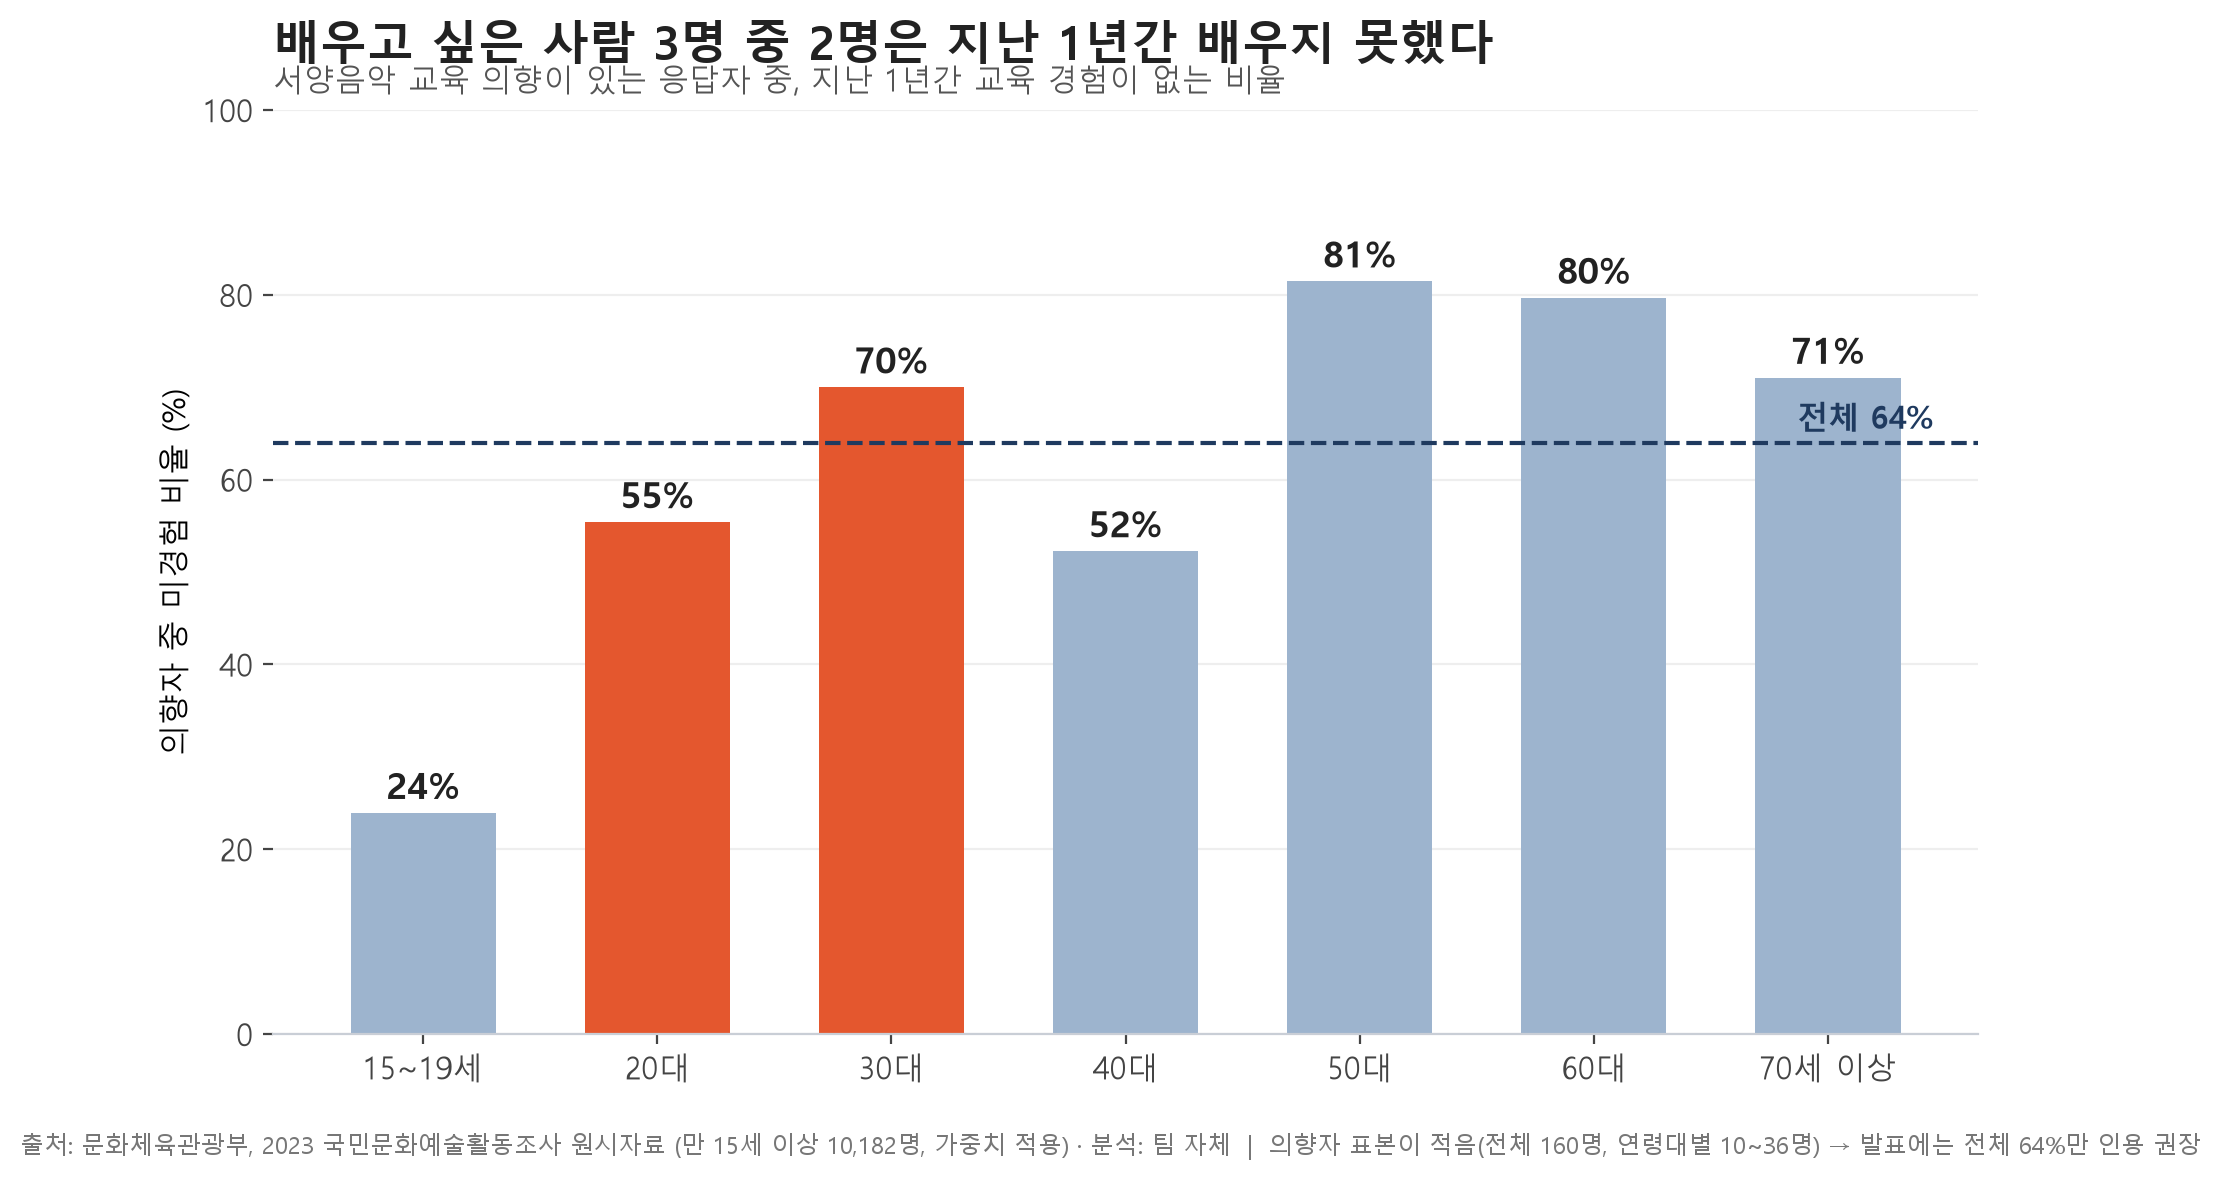 배우고 싶은 사람 3명 중 2명은 지난 1년간 배우지 못했다
서양음악 교육 의향이 있는 응답자 중, 지난 1년간 교육 경험이 없는 비율
의향자 중 미경험 비율 (%)
100
80
60
40
20
0
24%
55%
70%
52%
81%
80%
71%
전체 64%
15~19세
20대
30대
40대
50대
60대
70세 이상
출처: 문화체육관광부, 2023 국민문화예술활동조사 원시자료 (만 15세 이상 10,182명, 가중치 적용) · 분석: 팀 자체 | 의향자 표본이 적음(전체 160명, 연령대별 10~36명) → 발표에는 전체 64%만 인용 권장